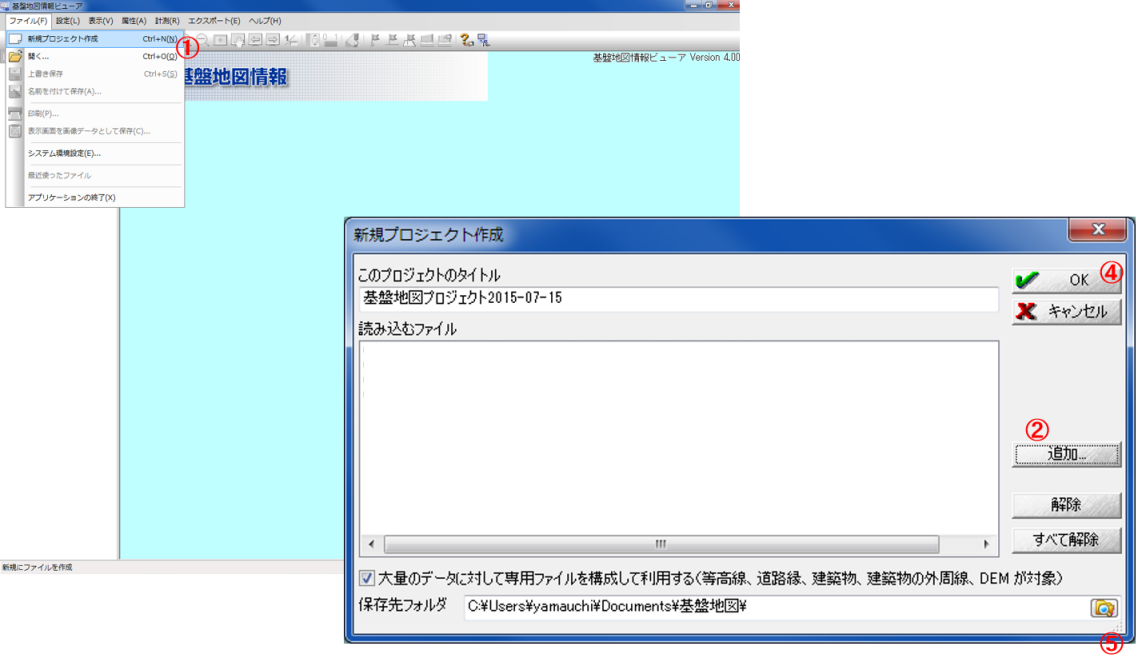 基盤地図情報ビューア
ファイル(F) 設定(L) 表示(V) 属性(A) 計測(R) エクスポート(E) ヘルプ(H)
新規プロジェクト作成 Ctrl+N(N)
①
開く... Ctrl+O(O)
上書き保存 Ctrl+S(S)
名前を付けて保存(A)...
印刷(P)...
表示画面を画像データとして保存(C)...
システム環境設定(E)...
最近使ったファイル
アプリケーションの終了(X)
基盤地図情報
基盤地図情報ビューア Version 4.00
新規にファイルを作成
新規プロジェクト作成
このプロジェクトのタイトル
基盤地図プロジェクト2015-07-15
OK ④
キャンセル
読み込むファイル
②
追加...
解除
すべて解除
大量のデータに対して専用ファイルを構成して利用する(等高線、道路縁、建築物、建築物の外周線、DEM が対象)
保存先フォルダ C:¥Users¥yamauchi¥Documents¥基盤地図¥
⑤